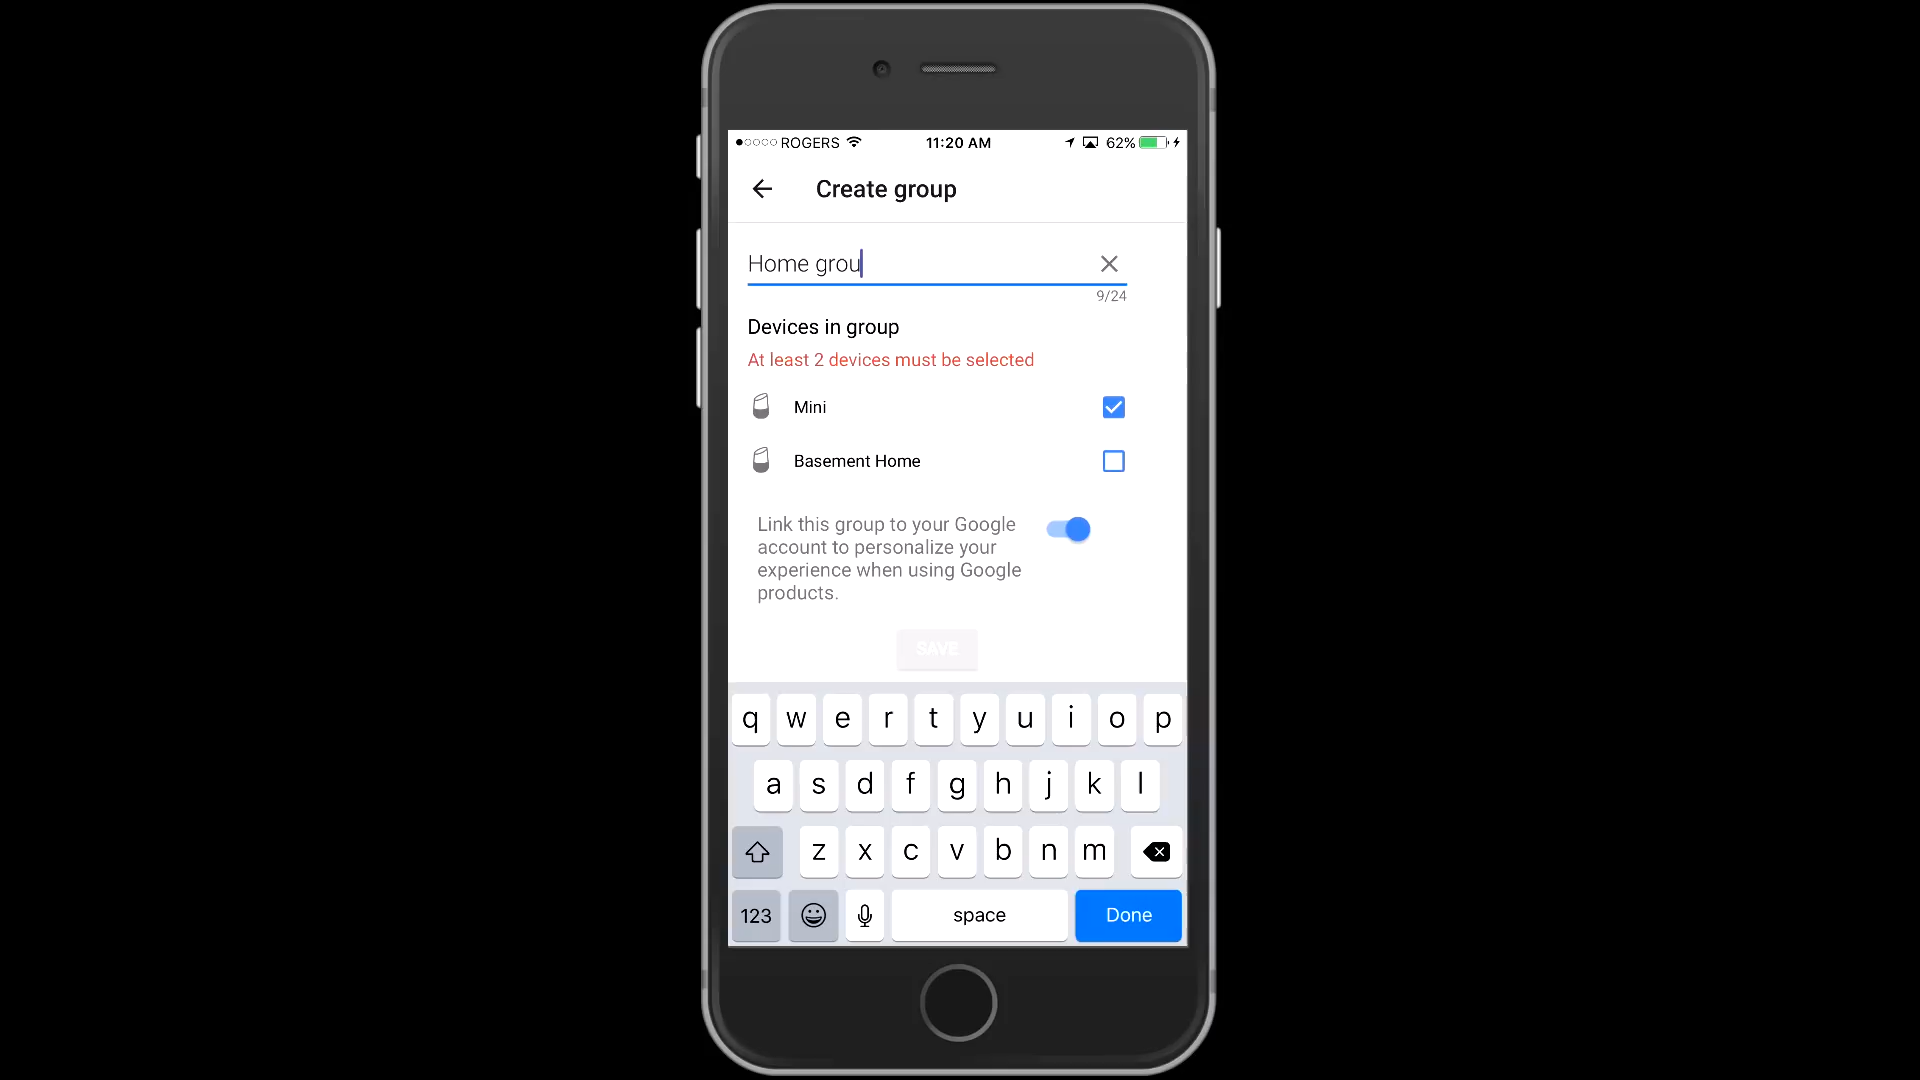 ROGERS 11:20 AM 62%
Create group
Home grou
9/24
Devices in group
At least 2 devices must be selected
Mini
Basement Home
Link this group to your Google
account to personalize your
experience when using Google
products.
SAVE
q w e r t y u i o p
a s d f g h j k l
z x c v b n m
123 space Done